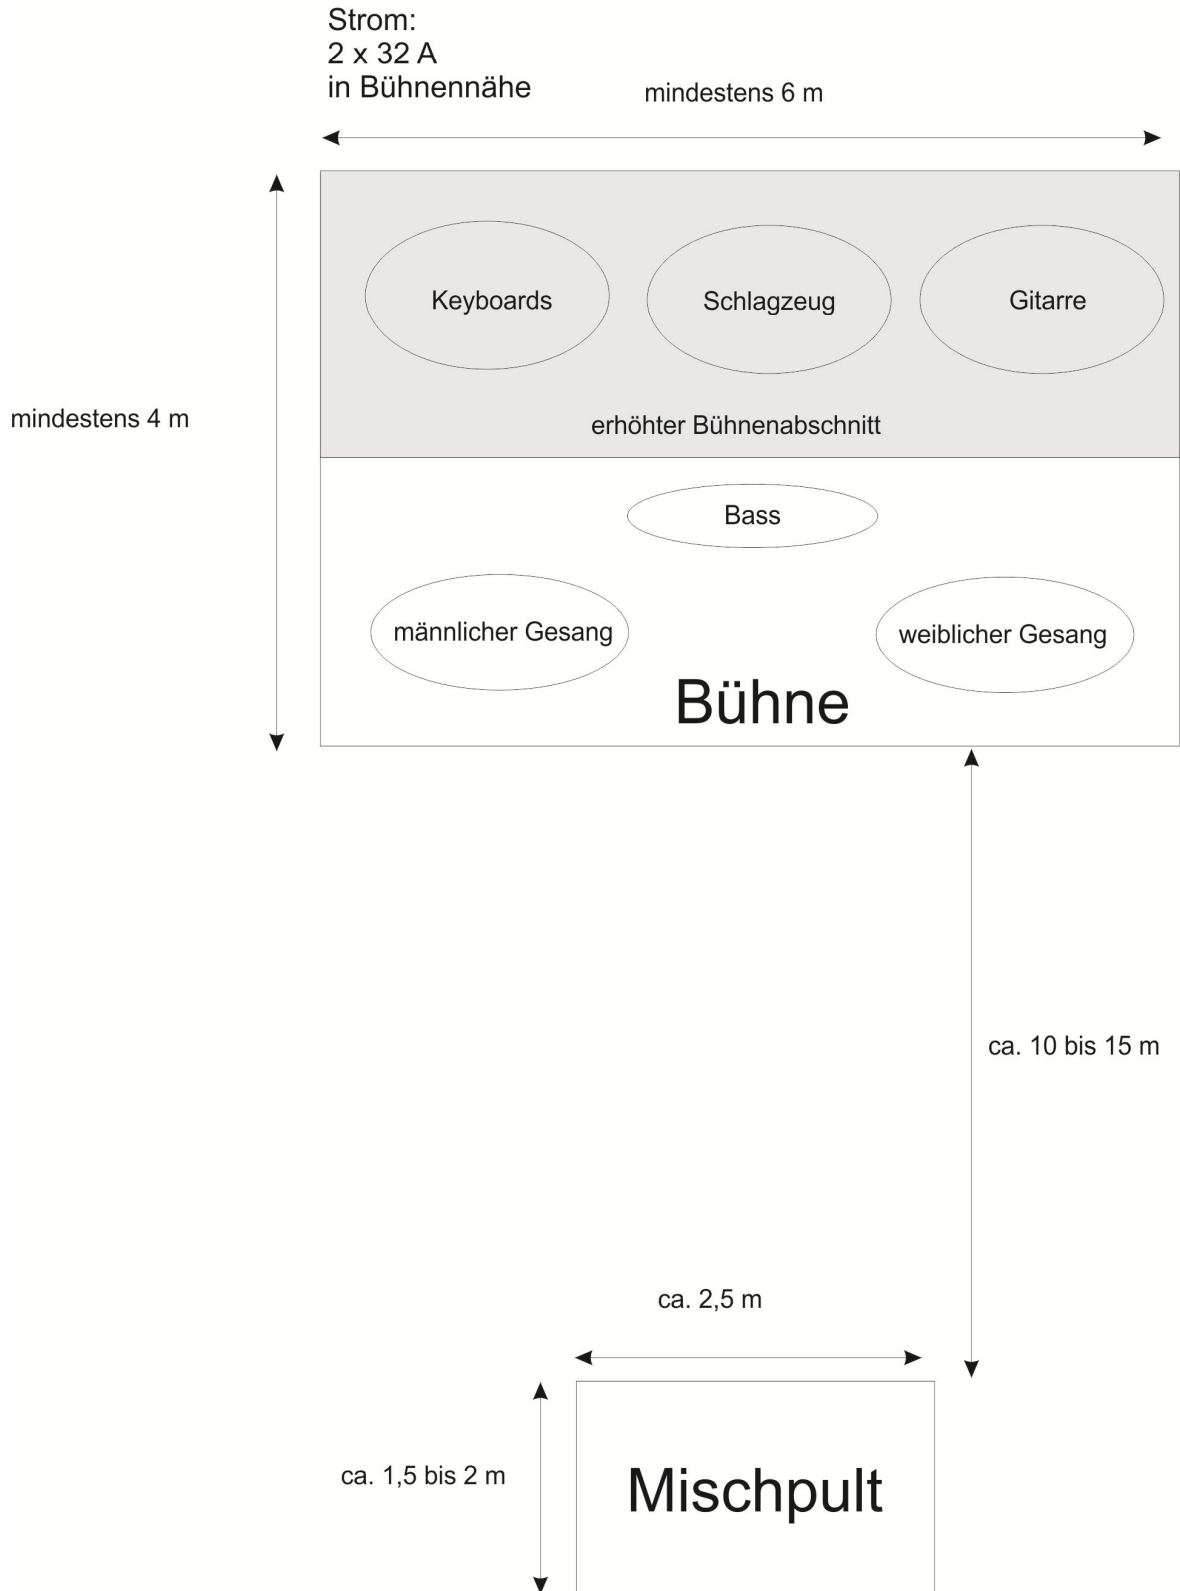 Strom:
2 x 32 A
in Bühnennähe
mindestens 6 m
Keyboards
Schlagzeug
Gitarre
mindestens 4 m
erhöhter Bühnenabschnitt
Bass
männlicher Gesang
weiblicher Gesang
Bühne
ca. 10 bis 15 m
ca. 2,5 m
ca. 1,5 bis 2 m
Mischpult